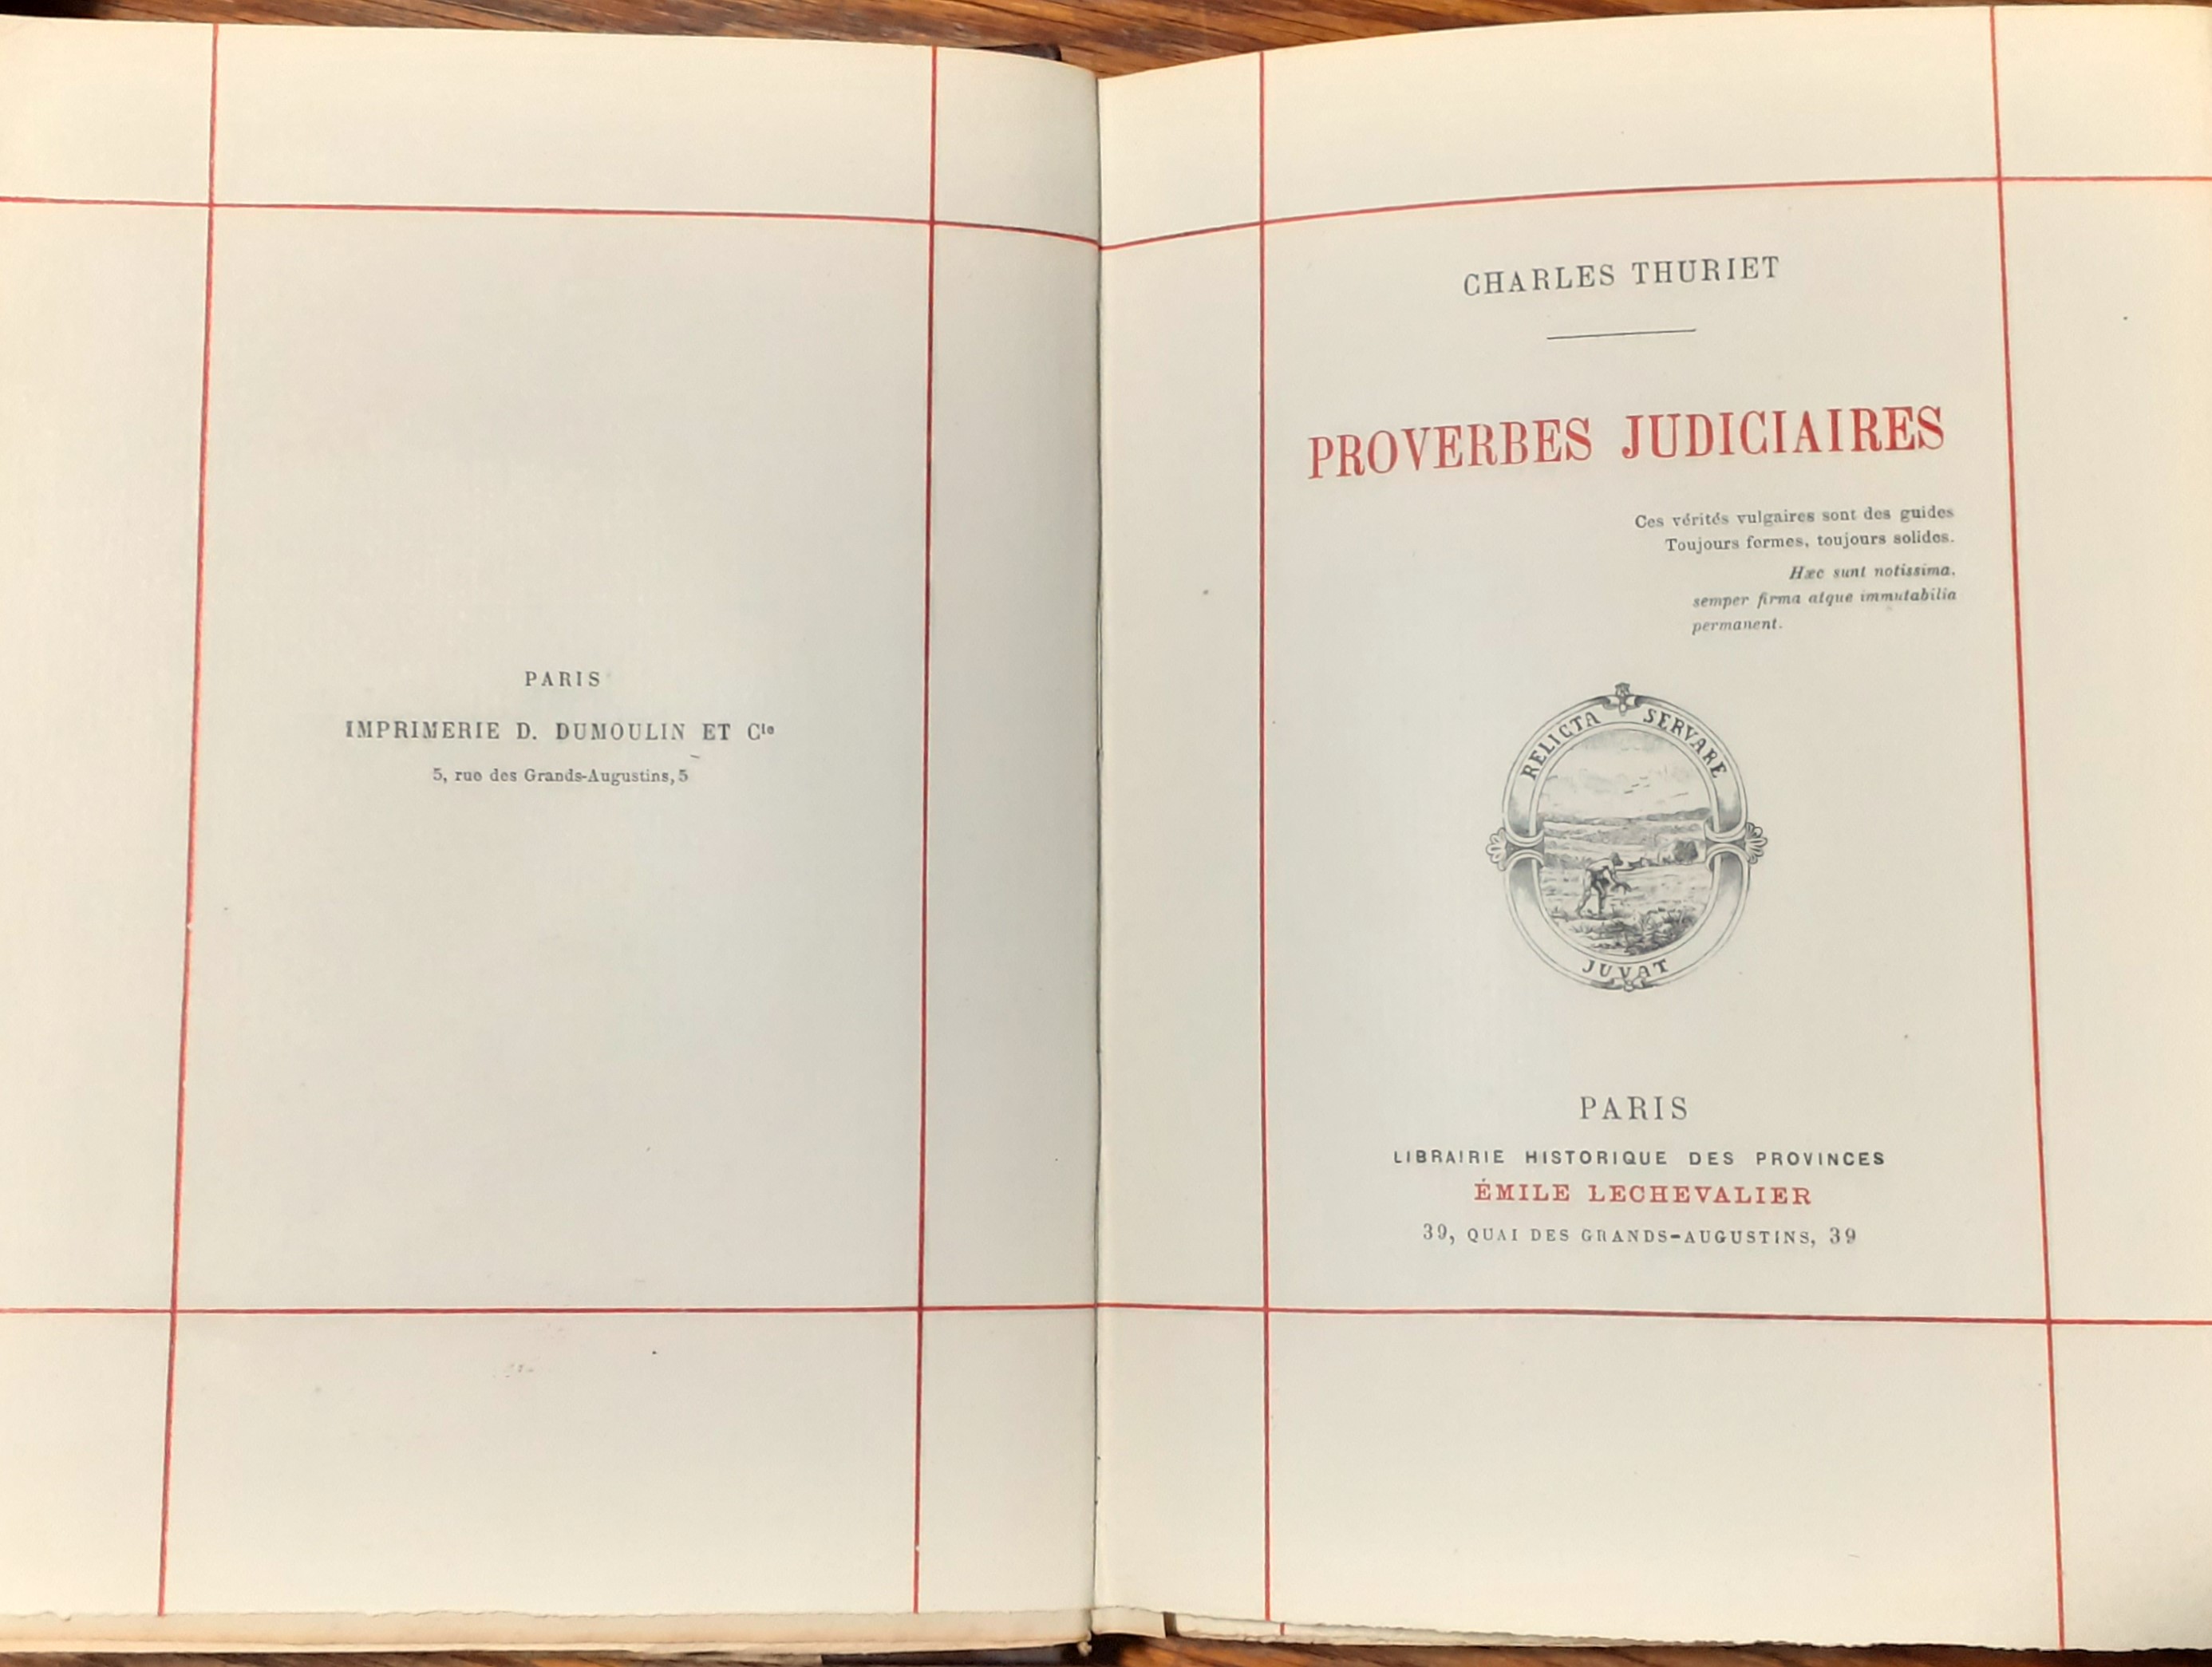 PARIS
IMPRIMERIE D. DUMOULIN ET Cie
5, rue des Grands-Augustins, 5
CHARLES THURIET
PROVERBES JUDICIAIRES
Ces vérités vulgaires sont des guides
Toujours fermes, toujours solides.
Hæc sunt notissima,
semper firma atque immutabilia
permanent.
RELICTA SERVARE
JUVAT
PARIS
LIBRAIRIE HISTORIQUE DES PROVINCES
ÉMILE LECHEVALIER
39, QUAI DES GRANDS-AUGUSTINS, 39